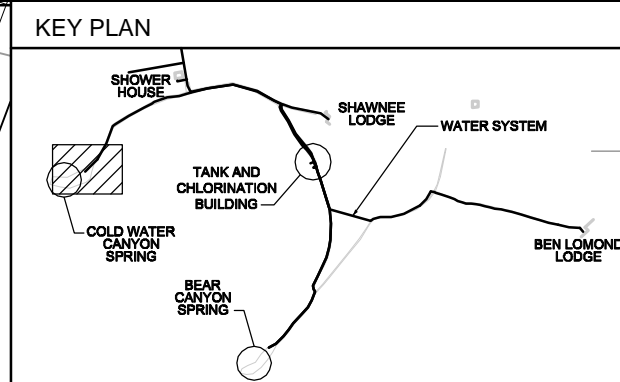 KEY PLAN
SHOWER
HOUSE
SHAWNEE
LODGE
WATER SYSTEM
TANK AND
CHLORINATION
BUILDING
COLD WATER
CANYON
SPRING
BEN LOMOND
LODGE
BEAR
CANYON
SPRING